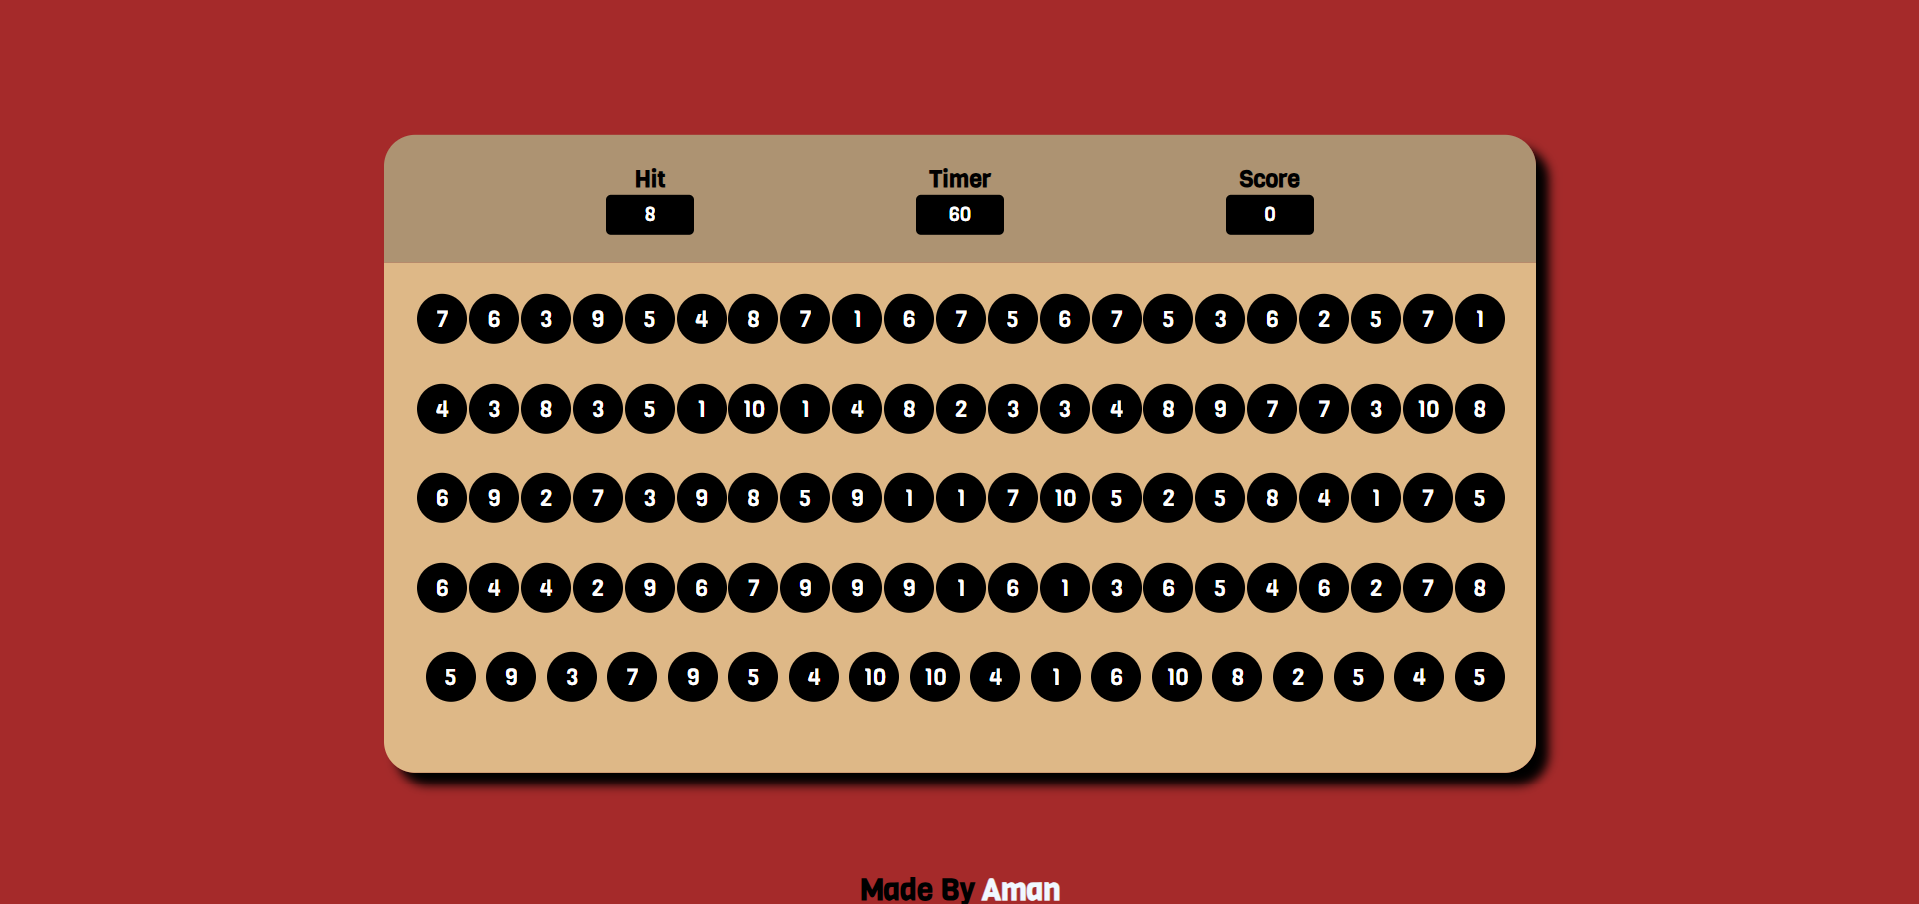 Hit Timer Score
8 60 0
7 6 3 9 5 4 8 7 1 6 7 5 6 7 5 3 6 2 5 7 1
4 3 8 3 5 1 10 1 4 8 2 3 3 4 8 9 7 7 3 10 8
6 9 2 7 3 9 8 5 9 1 1 7 10 5 2 5 8 4 1 7 5
6 4 4 2 9 6 7 9 9 9 1 6 1 3 6 5 4 6 2 7 8
5 9 3 7 9 5 4 10 10 4 1 6 10 8 2 5 4 5
Made By Aman